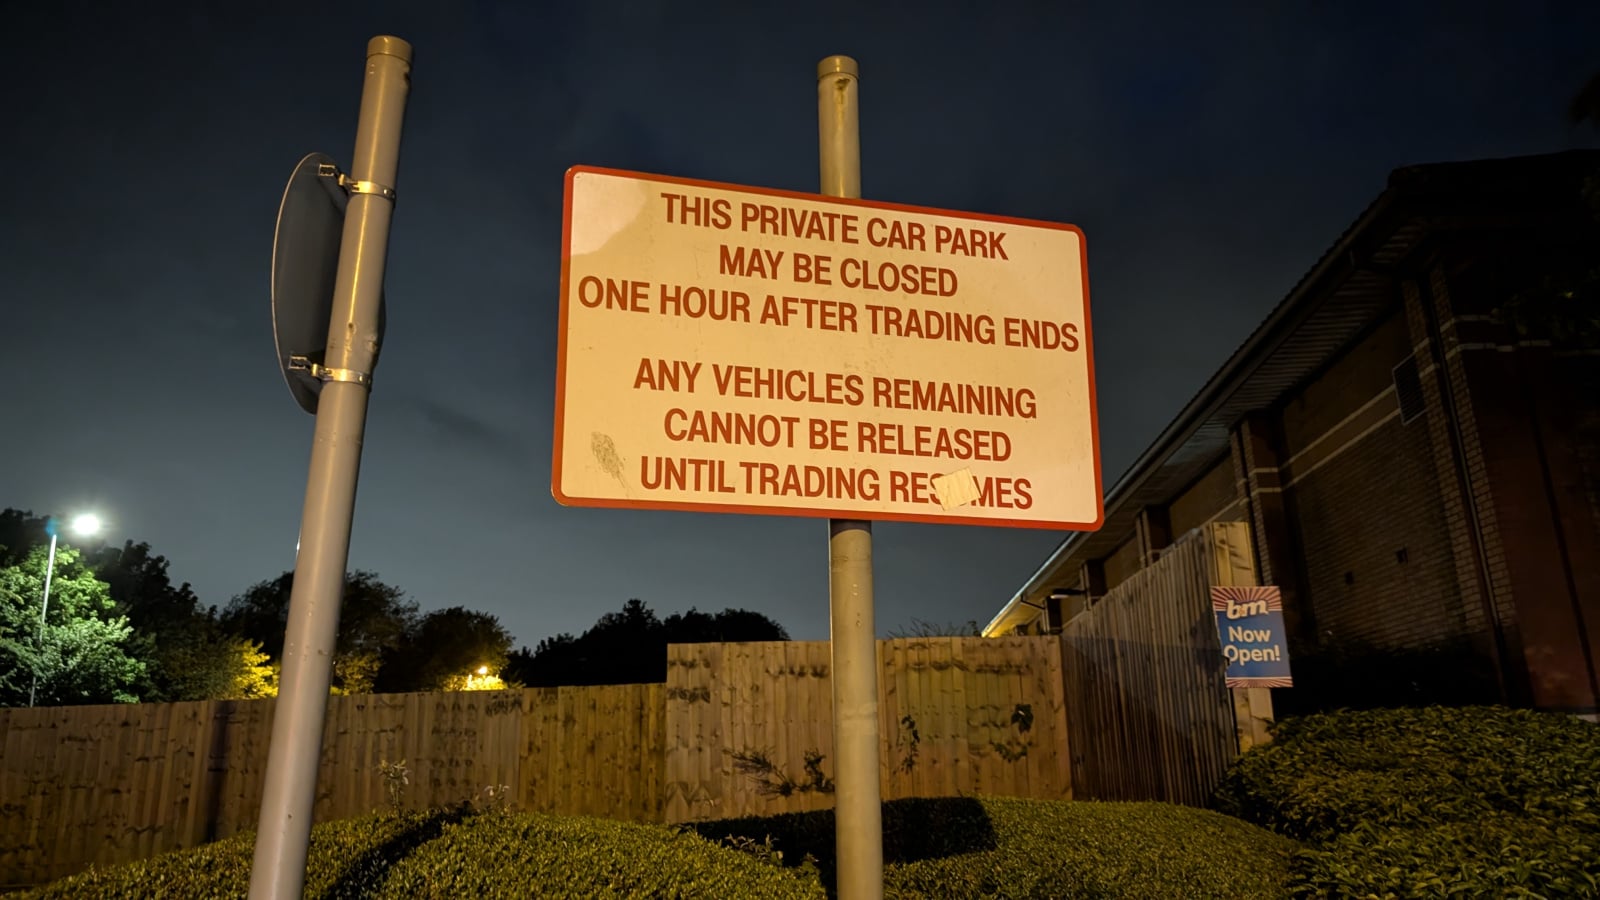 THIS PRIVATE CAR PARK
MAY BE CLOSED
ONE HOUR AFTER TRADING ENDS
ANY VEHICLES REMAINING
CANNOT BE RELEASED
UNTIL TRADING RESUMES
bm
Now
Open!